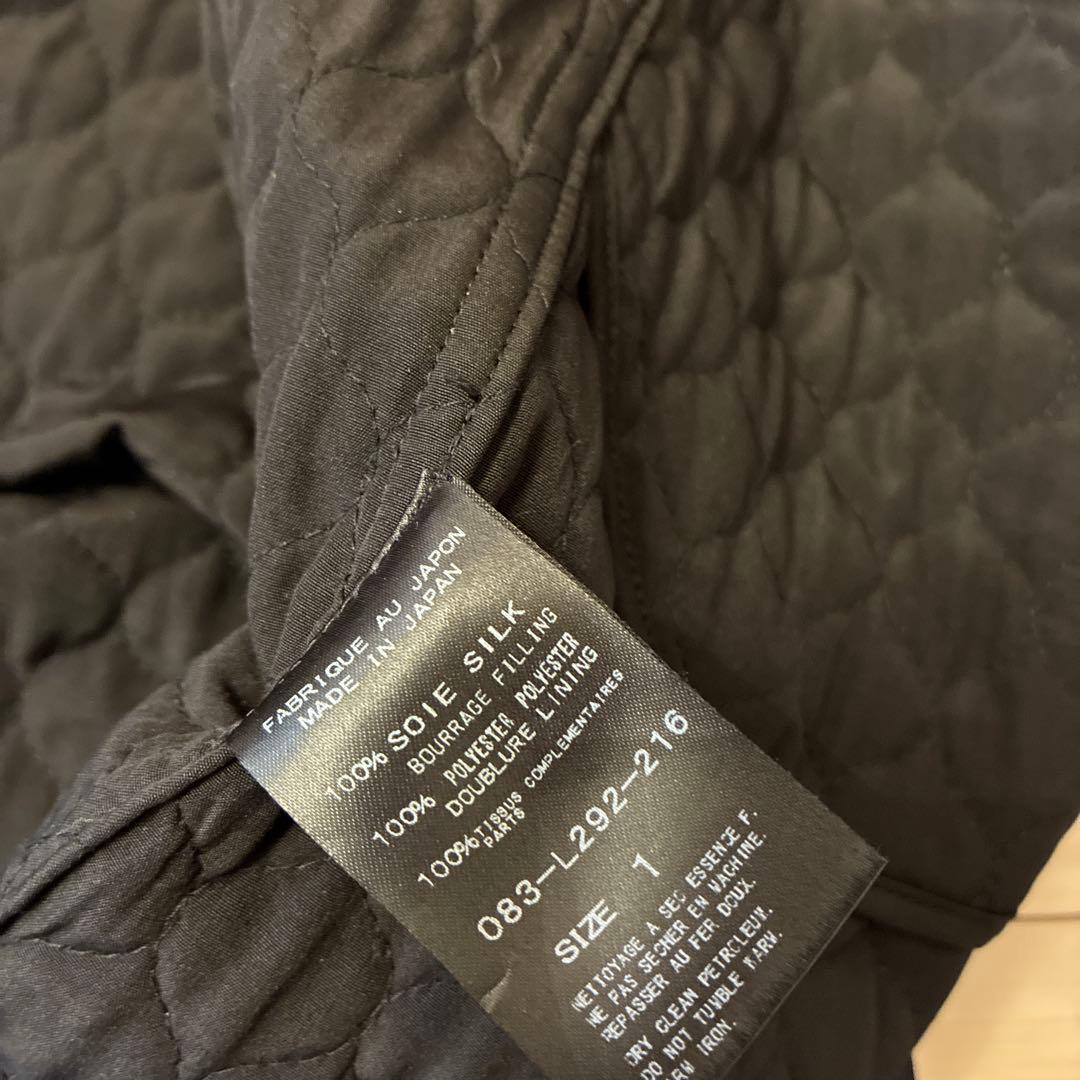 FABRIQUE AU JAPON
MADE IN JAPAN
100% SOIE SILK
BOURRAGE FILLING
100% POLYESTER POLYESTER
DOUBLURE LINING
100% TISSUS COMPLEMENTAIRES
PARTS
083-L292-216
SIZE 1
NETTOYAGE A SEC ESSENCE F.
NE PAS SECHER EN MACHINE.
REPASSER AU FER DOUX.
DRY CLEAN PETROLEUM.
DO NOT TUMBLE
IRON.